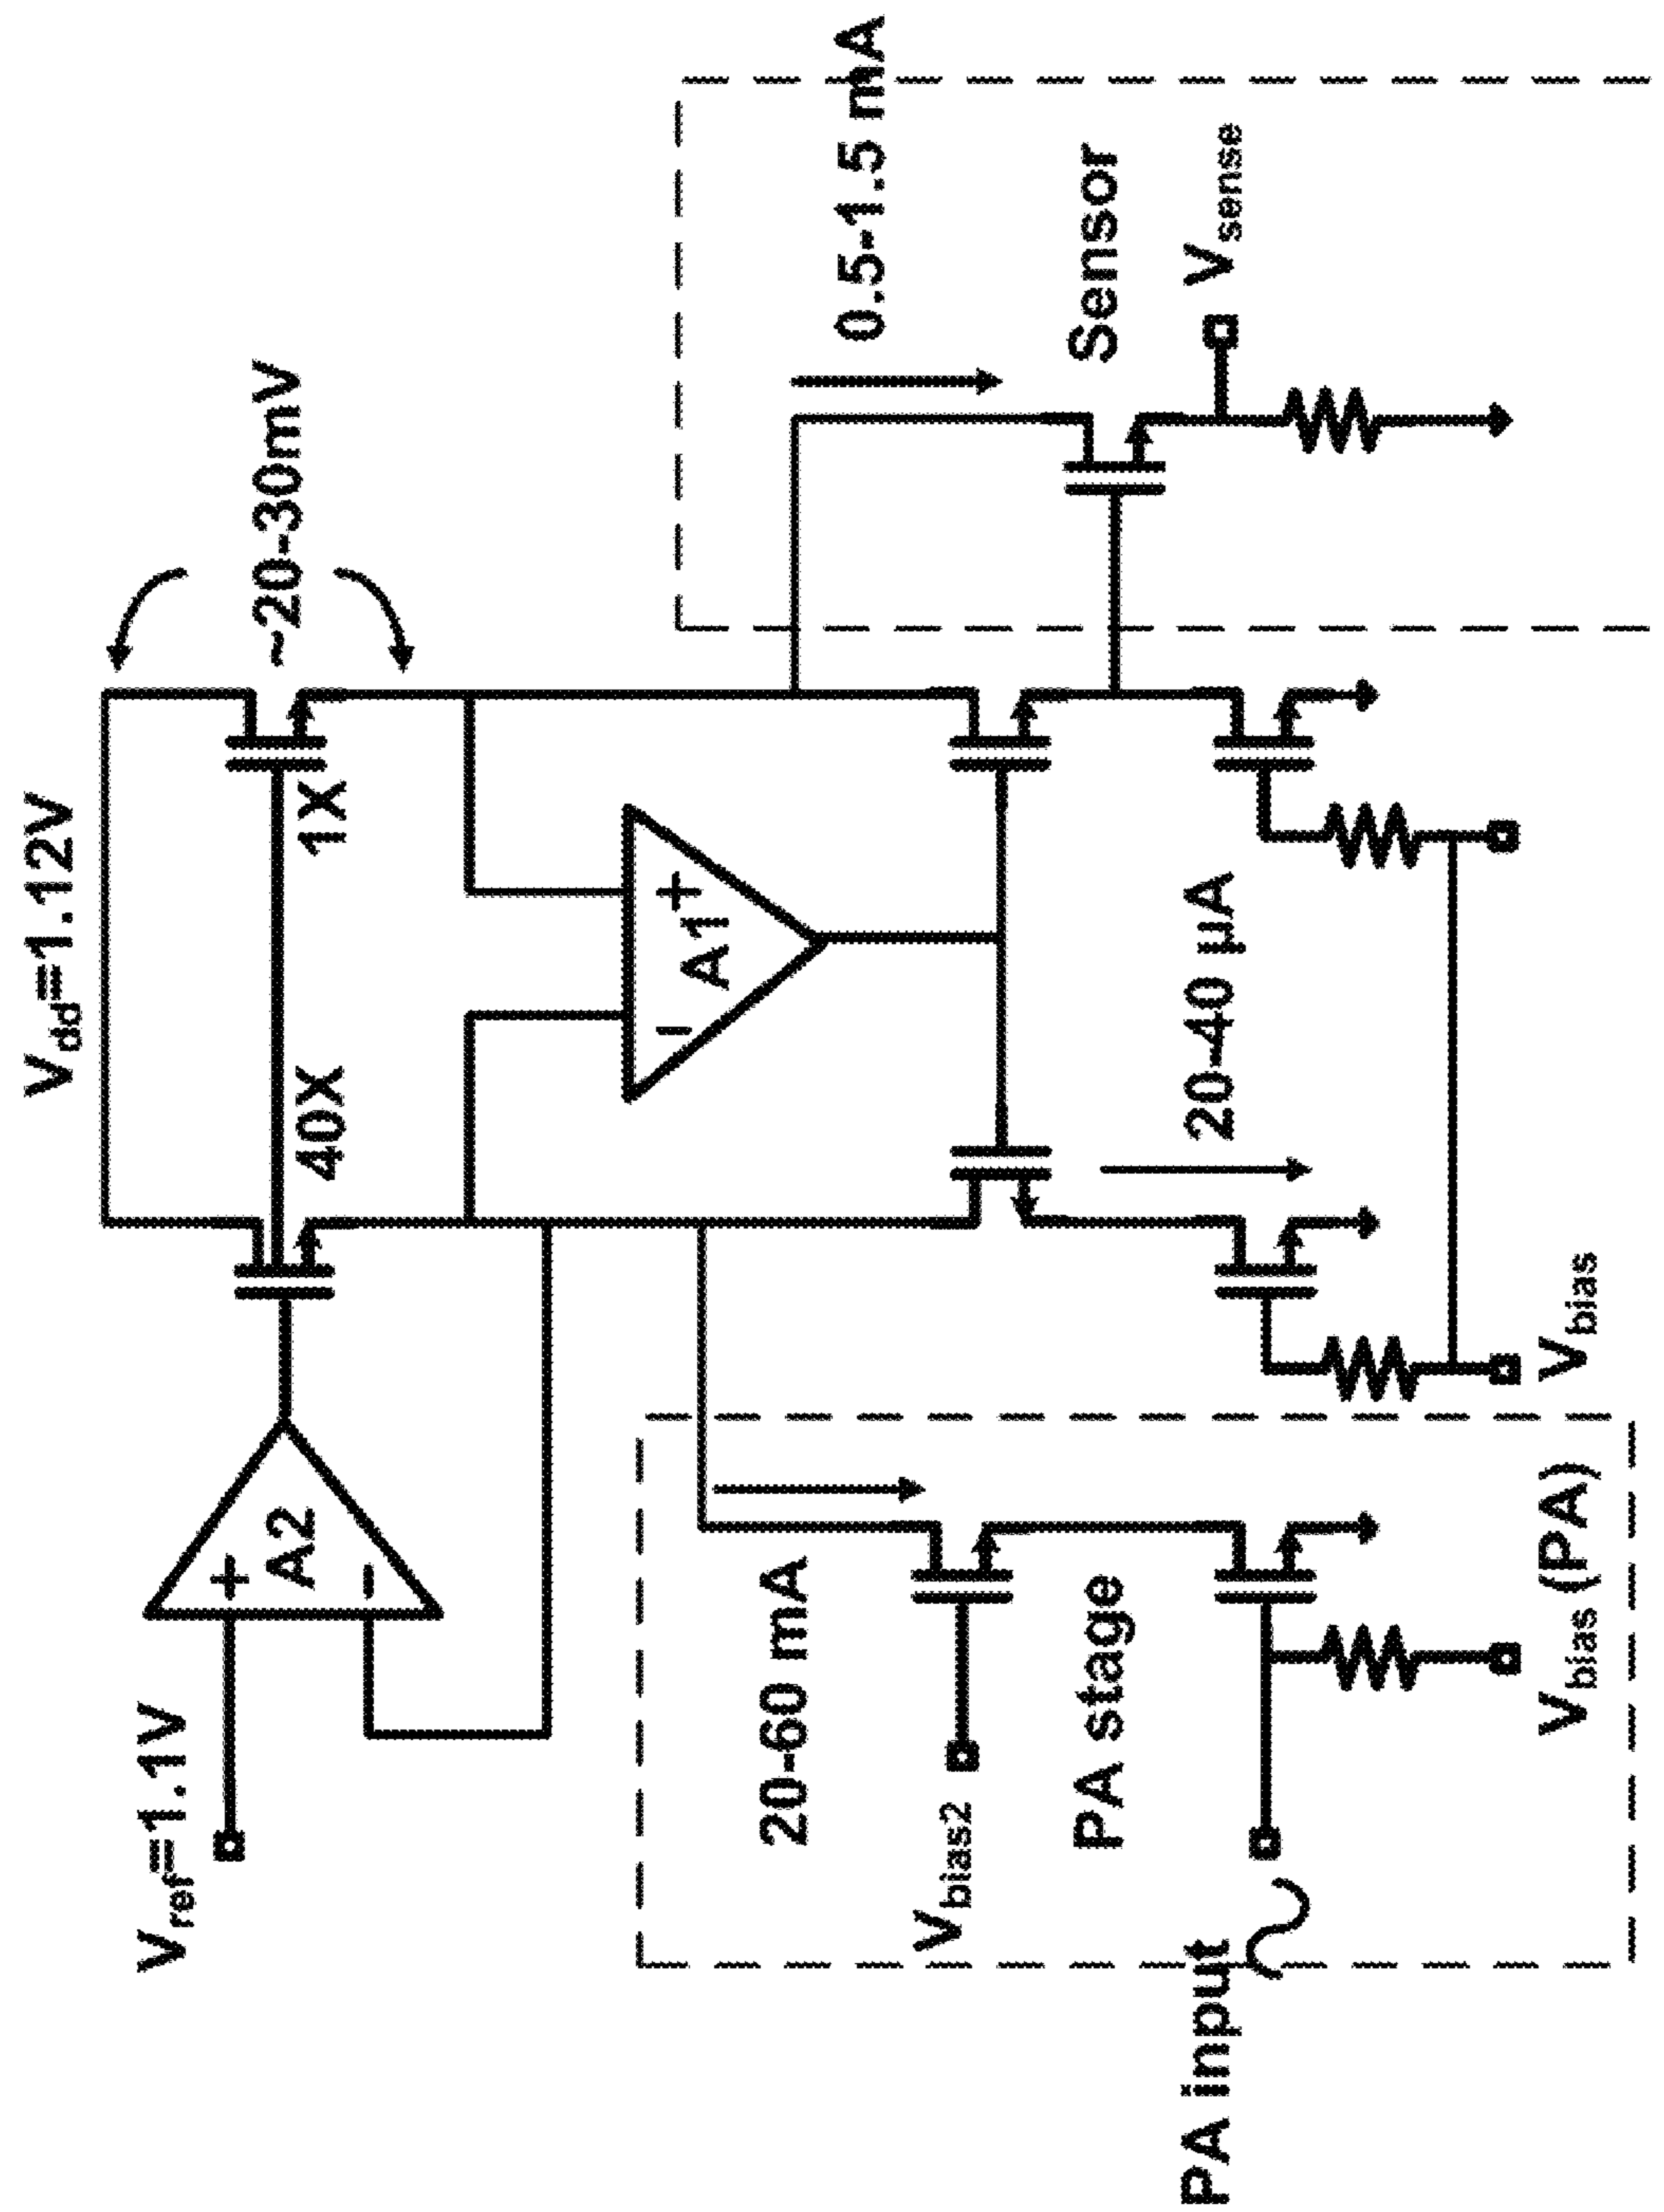 V_dd=1.12V
V_ref=1.1V
+
A2
−
40X
1X
~20-30mV
−
A1
+
20-60 mA
0.5-1.5 mA
V_bias2
PA stage
Sensor
PA input
20-40 µA
V_sense
V_bias (PA)
V_bias